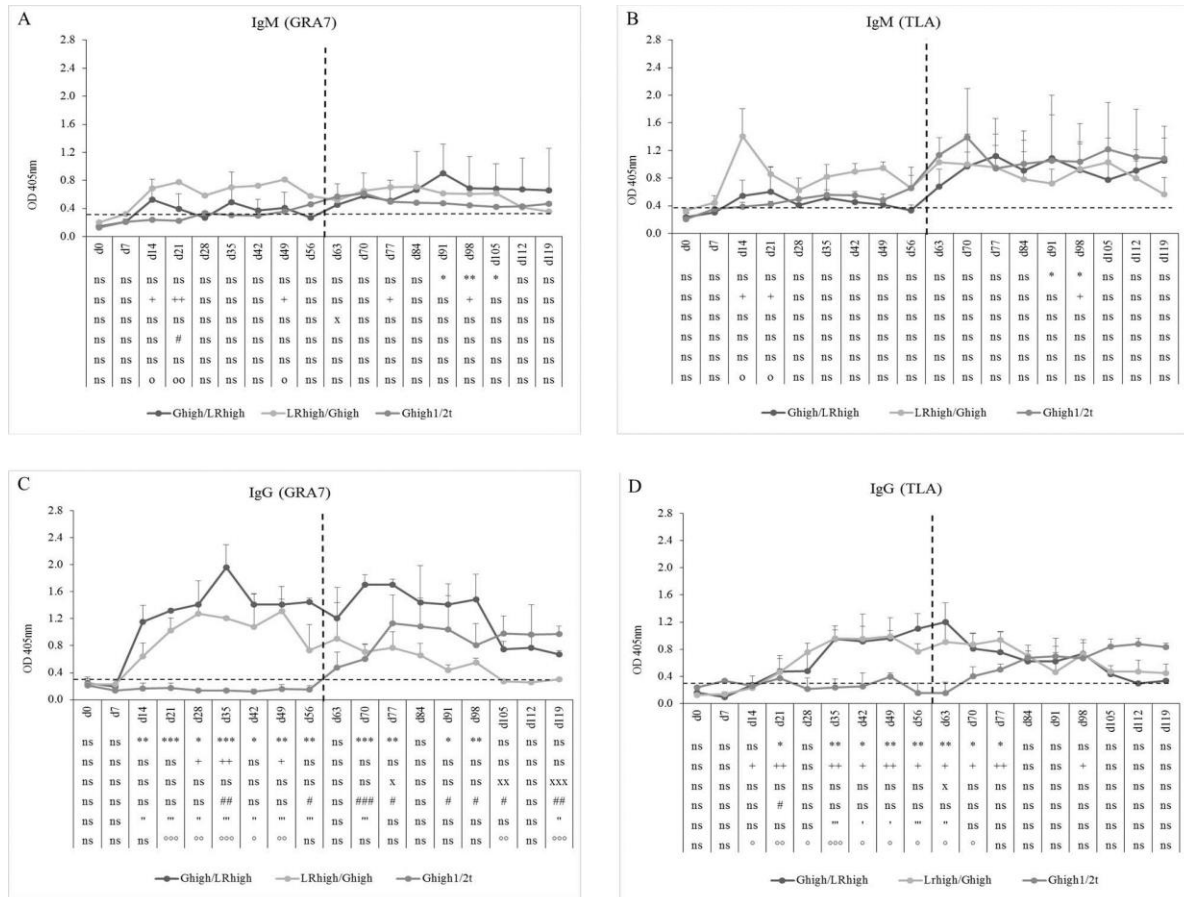 A
IgM (GRA7)
2.8
2.4
2.0
1.6
1.2
0.8
0.4
0.0
OD 405nm
d0 d7 d14 d21 d28 d35 d42 d49 d56 d63 d70 d77 d84 d91 d98 d105 d112 d119
ns ns ns ns ns ns ns ns ns ns ns ns ns * ** * ns ns
ns ns + ++ ns ns ns + ns ns ns + ns ns + ns ns ns
ns ns ns ns ns ns ns ns ns x ns ns ns ns ns ns ns ns
ns ns ns # ns ns ns ns ns ns ns ns ns ns ns ns ns ns
ns ns ns ns ns ns ns ns ns ns ns ns ns ns ns ns ns ns
ns ns o oo ns ns ns o ns ns ns ns ns ns ns ns ns ns
Ghigh/LRhigh LRhigh/Ghigh Ghigh1/2t
B
IgM (TLA)
2.8
2.4
2.0
1.6
1.2
0.8
0.4
0.0
OD 405nm
d0 d7 d14 d21 d28 d35 d42 d49 d56 d63 d70 d77 d84 d91 d98 d105 d112 d119
ns ns ns ns ns ns ns ns ns ns ns ns ns * * ns ns ns
ns ns + + ns ns ns ns ns ns ns ns ns ns + ns ns ns
ns ns ns ns ns ns ns ns ns ns ns ns ns ns ns ns ns ns
ns ns ns ns ns ns ns ns ns ns ns ns ns ns ns ns ns ns
ns ns ns ns ns ns ns ns ns ns ns ns ns ns ns ns ns ns
ns ns o o ns ns ns ns ns ns ns ns ns ns ns ns ns ns
Ghigh/LRhigh LRhigh/Ghigh Ghigh1/2t
C
IgG (GRA7)
2.8
2.4
2.0
1.6
1.2
0.8
0.4
0.0
OD 405nm
d0 d7 d14 d21 d28 d35 d42 d49 d56 d63 d70 d77 d84 d91 d98 d105 d112 d119
ns ns ** *** * *** * ** ** ns *** ** ns * ** ns ns ns
ns ns ns ns + ++ ns + ns ns ns ns ns ns ns ns ns ns
ns ns ns ns ns ns ns ns ns ns ns x ns ns ns xx ns xxx
ns ns ns ns ns ## ns ns # ns ### # ns # # # ns ##
ns ns " "' " "' " "' "' ns "' ns ns ns ns ns ns "
ns ns ns °°° °° °°° ° °° ns ns ns ns ns ns ns °° ns °°°
Ghigh/LRhigh LRhigh/Ghigh Ghigh1/2t
D
IgG (TLA)
2.8
2.4
2.0
1.6
1.2
0.8
0.4
0.0
OD 405nm
d0 d7 d14 d21 d28 d35 d42 d49 d56 d63 d70 d77 d84 d91 d98 d105 d112 d119
ns ns ns * ns ** * ** ** ** * * ns ns ns ns ns ns
ns ns + ++ ns ++ + ++ + + + ++ ns ns + ns ns ns
ns ns ns ns ns ns ns ns ns x ns ns ns ns ns ns ns ns
ns ns ns # ns ns ns ns ns ns ns ns ns ns ns ns ns ns
ns ns ns ns ns "' ' ' "' ' ns ns ns ns ns ns ns ns
ns ns ° °° ° °°° ° ° ° ° ° ns ns ns ns ns ns ns
Ghigh/LRhigh Lrhigh/Ghigh Ghigh1/2t